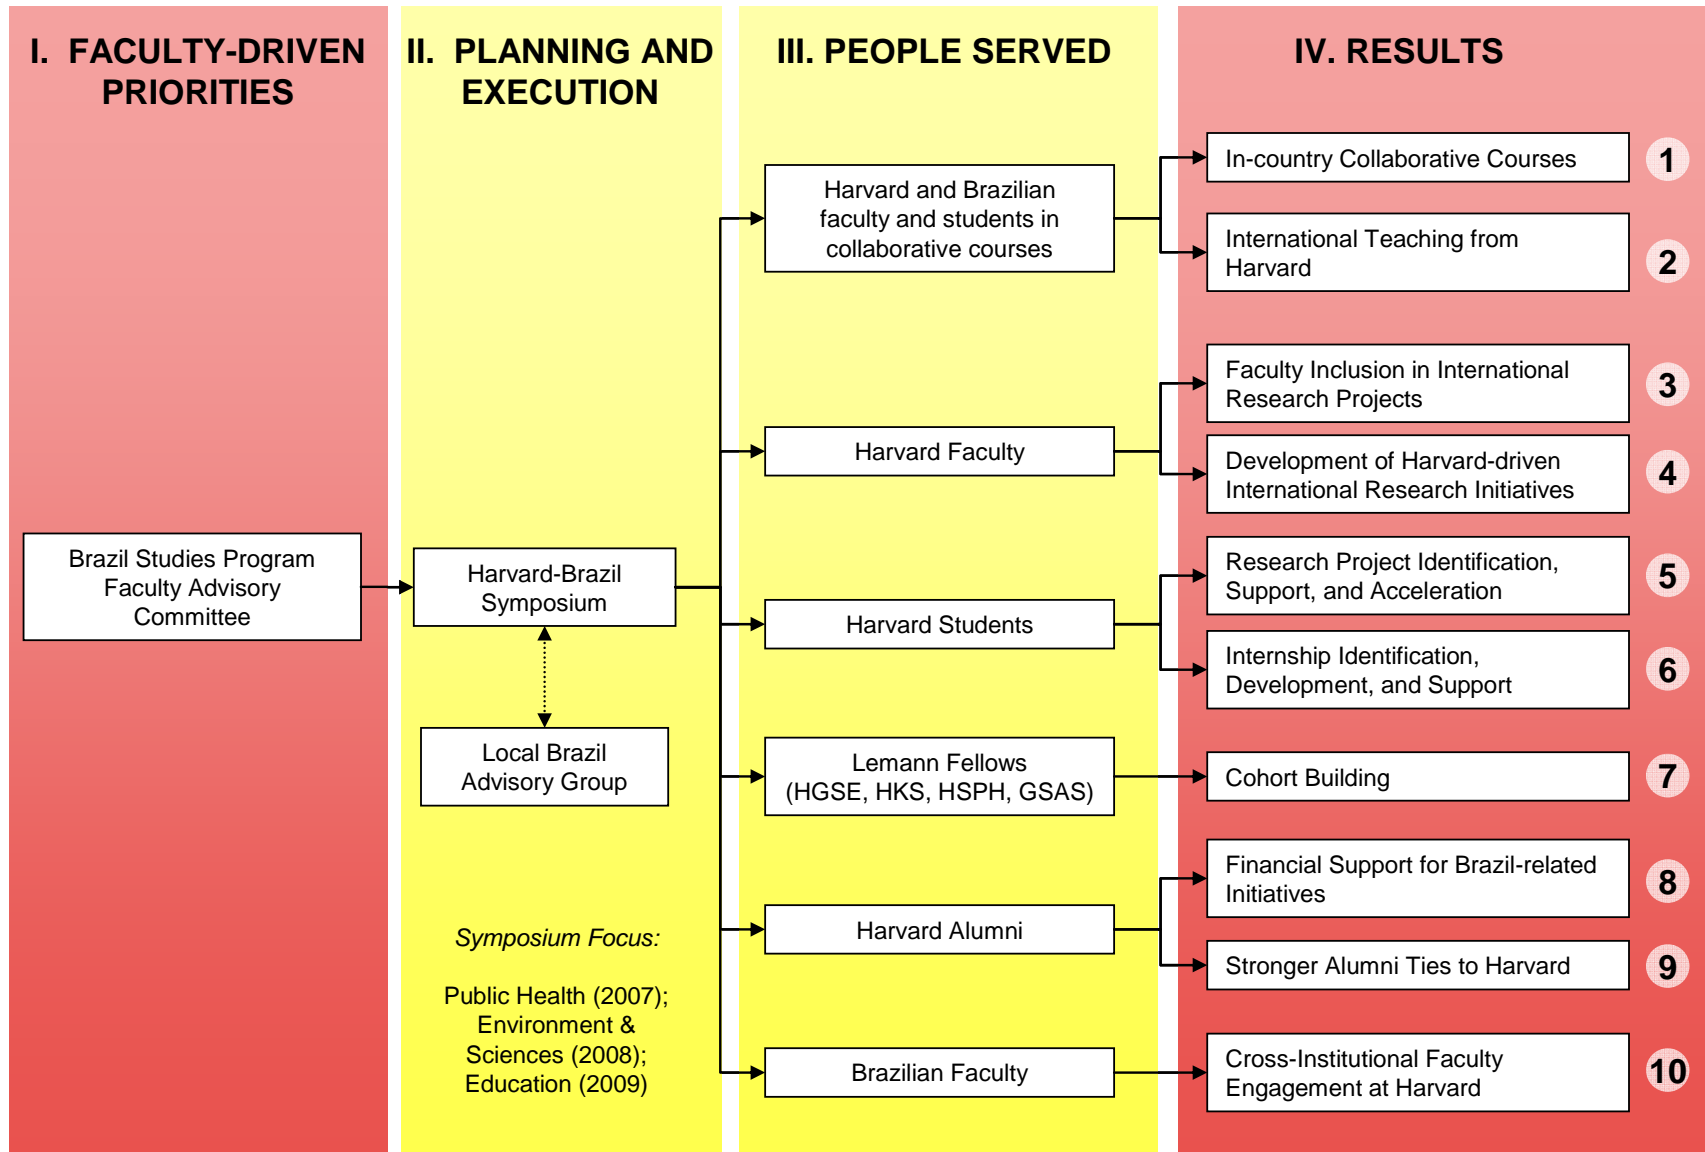 I. FACULTY-DRIVEN
PRIORITIES
II. PLANNING AND
EXECUTION
III. PEOPLE SERVED
IV. RESULTS
Brazil Studies Program
Faculty Advisory
Committee
Harvard-Brazil
Symposium
Local Brazil
Advisory Group
Symposium Focus:
Public Health (2007);
Environment &
Sciences (2008);
Education (2009)
Harvard and Brazilian
faculty and students in
collaborative courses
Harvard Faculty
Harvard Students
Lemann Fellows
(HGSE, HKS, HSPH, GSAS)
Harvard Alumni
Brazilian Faculty
In-country Collaborative Courses
1
International Teaching from
Harvard
2
Faculty Inclusion in International
Research Projects
3
Development of Harvard-driven
International Research Initiatives
4
Research Project Identification,
Support, and Acceleration
5
Internship Identification,
Development, and Support
6
Cohort Building
7
Financial Support for Brazil-related
Initiatives
8
Stronger Alumni Ties to Harvard
9
Cross-Institutional Faculty
Engagement at Harvard
10